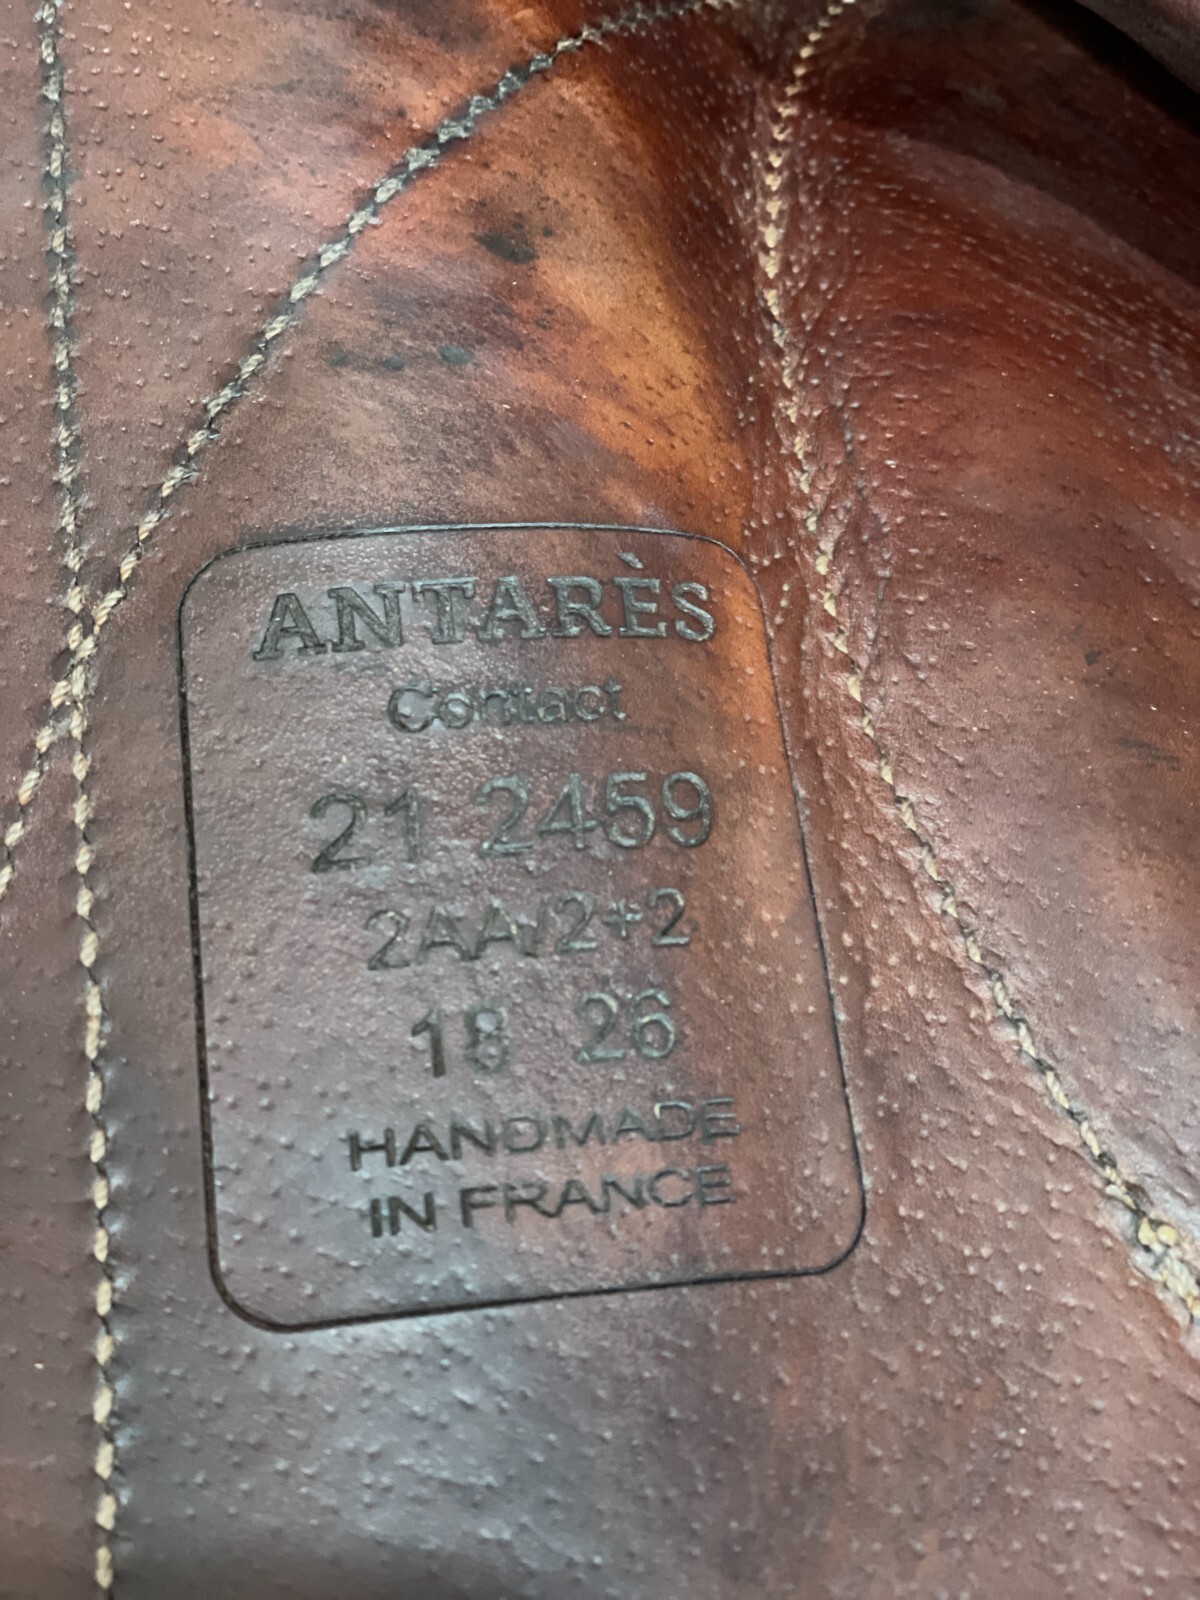 ANTARÈS
Contact
21 2459
2AA/2+2
18 26
HANDMADE
IN FRANCE